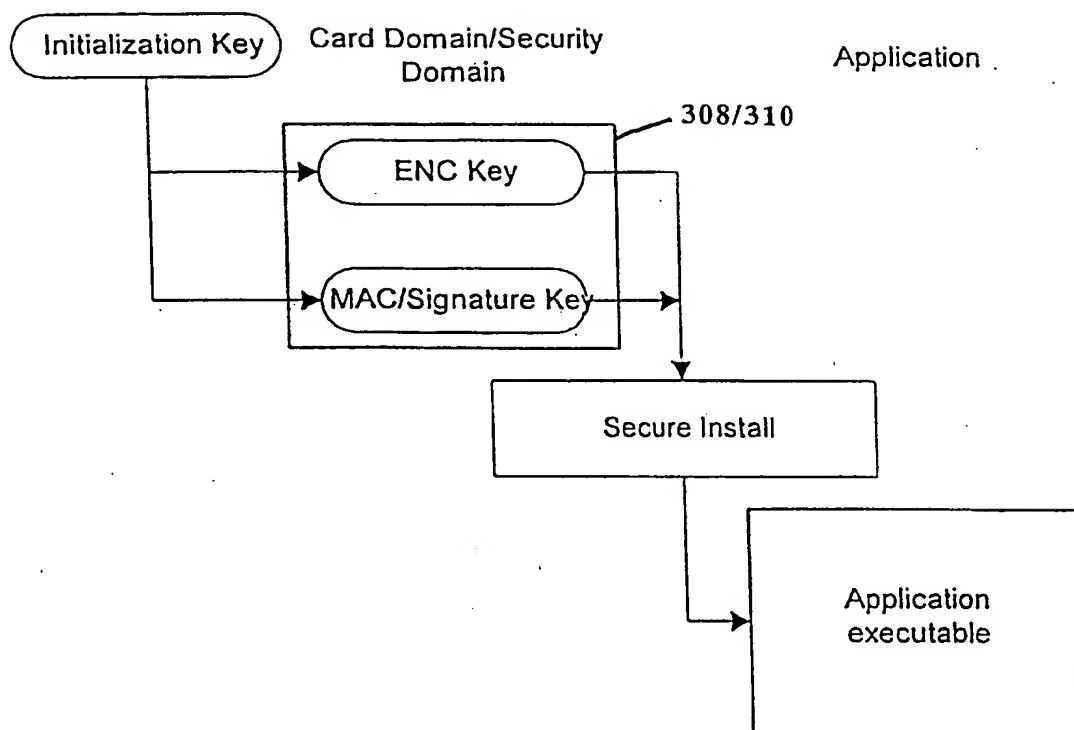 Initialization Key
Card Domain/Security
Domain
Application
308/310
ENC Key
MAC/Signature Key
Secure Install
Application
executable